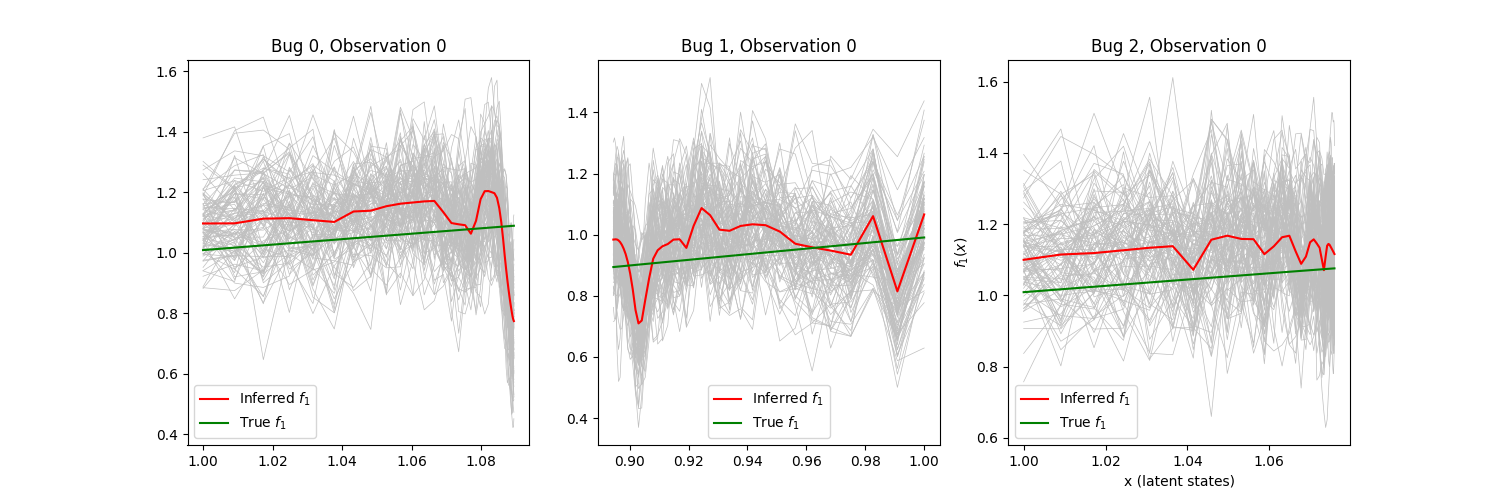 Bug 0, Observation 0
1.6
1.4
1.2
1.0
0.8
0.6
0.4
Inferred f₁
True f₁
1.00 1.02 1.04 1.06 1.08
Bug 1, Observation 0
1.4
1.2
1.0
0.8
0.6
0.4
Inferred f₁
True f₁
0.90 0.92 0.94 0.96 0.98 1.00
Bug 2, Observation 0
f₁(x)
1.6
1.4
1.2
1.0
0.8
0.6
Inferred f₁
True f₁
1.00 1.02 1.04 1.06
x (latent states)